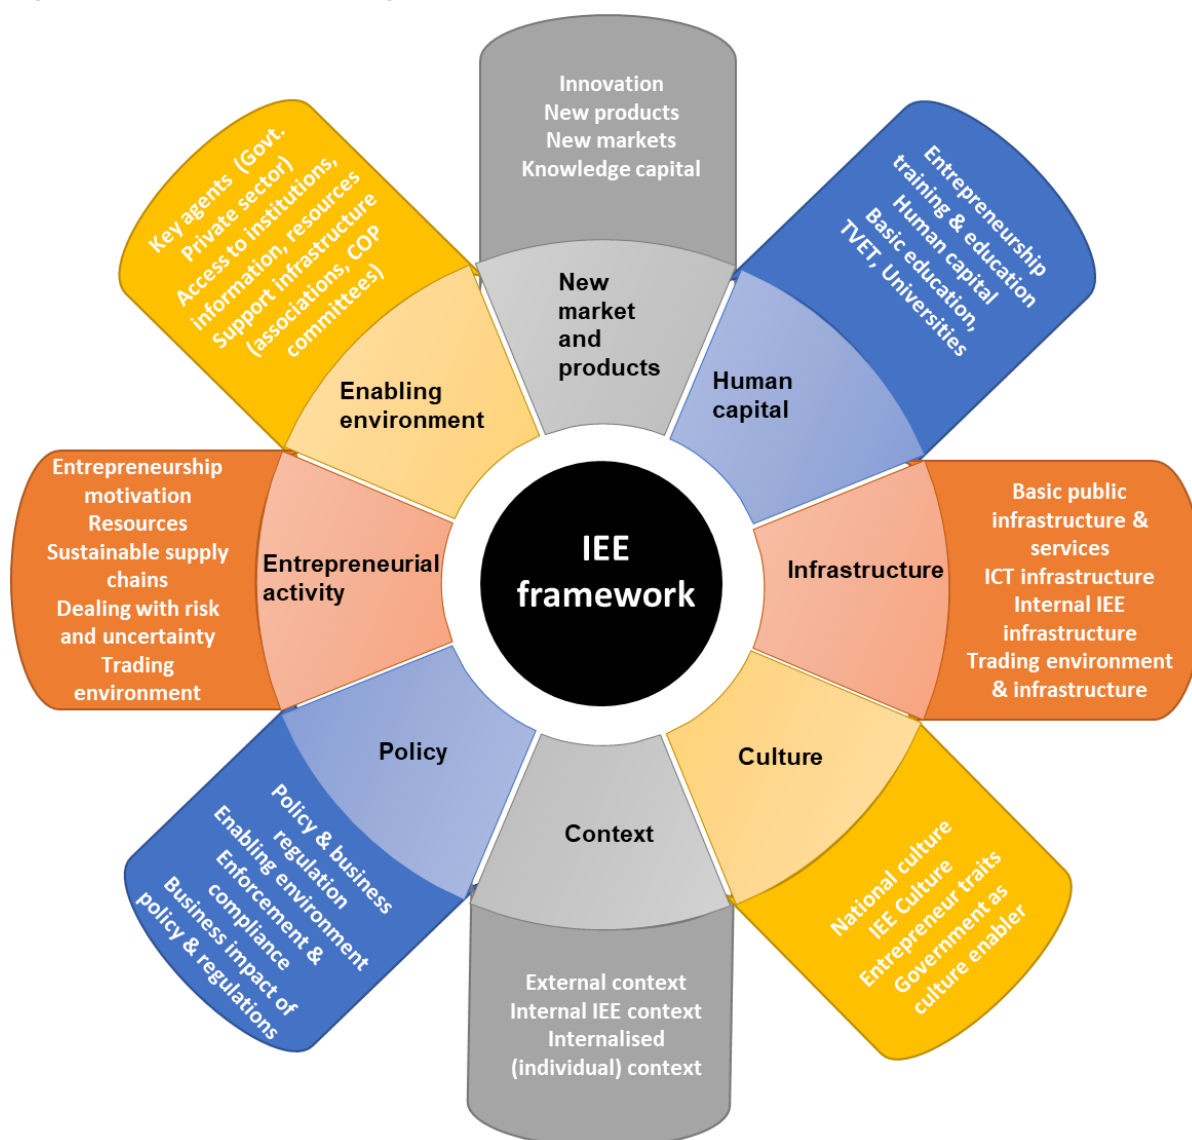 Innovation
New products
New markets
Knowledge capital
New
market
and
products
Entrepreneurship
training & education
Human capital
Basic education,
TVET, Universities
Human
capital
Basic public
infrastructure &
services
ICT infrastructure
Internal IEE
infrastructure
Trading environment
& infrastructure
Infrastructure
National culture
IEE Culture
Entrepreneur traits
Government as
culture enabler
Culture
Context
External context
Internal IEE context
Internalised
(individual) context
Policy
Policy & business
regulation
Enabling environment
Enforcement &
compliance
Business impact of
policy & regulations
Entrepreneurial
activity
Entrepreneurship
motivation
Resources
Sustainable supply
chains
Dealing with risk
and uncertainty
Trading
environment
Key agents (Govt.
Private sector)
Access to institutions,
information, resources
Support infrastructure
(associations, COP
committees)
Enabling
environment
IEE
framework